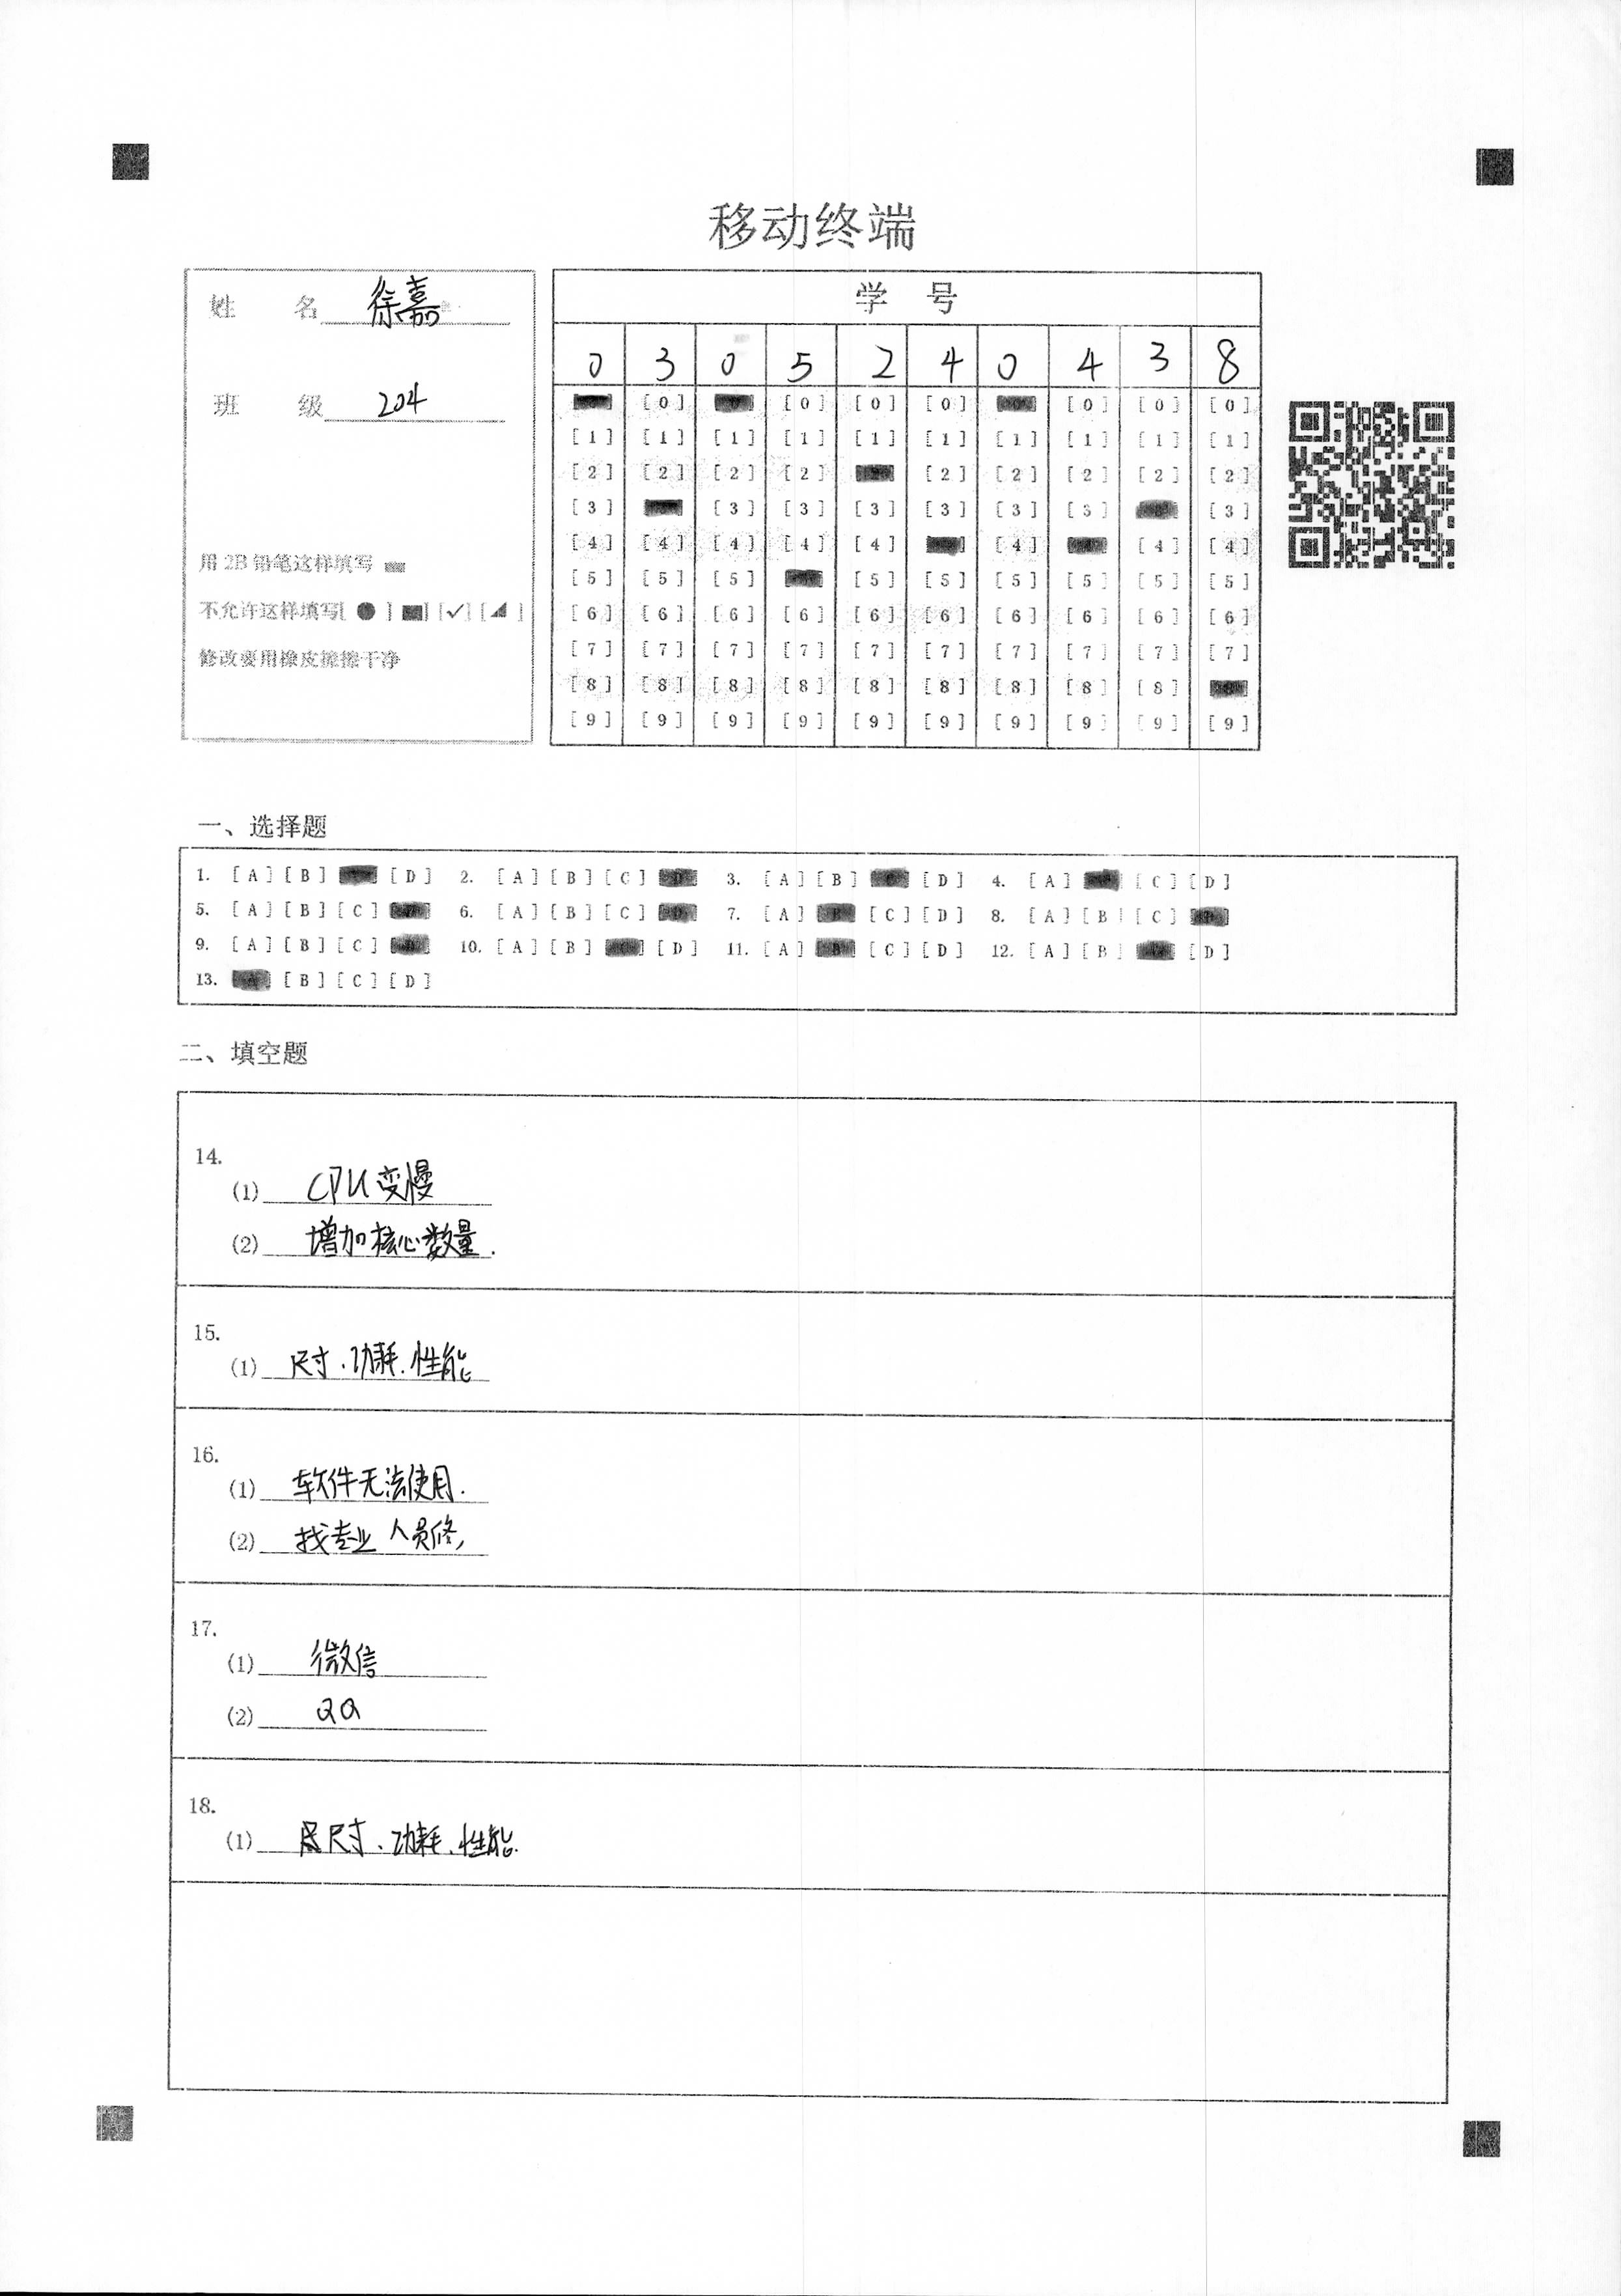 移动终端
姓 名 徐嘉
班 级 204
用 2B 铅笔这样填写
不允许这样填写[ ● ] [■] [✓] [◢ ]
修改要用橡皮擦擦干净
学 号
0 3 0 5 2 4 0 4 3 8
[0] [0] [0] [0] [0] [0] [0]
[1] [1] [1] [1] [1] [1] [1] [1] [1] [1]
[2] [2] [2] [2] [2] [2] [2] [2] [2]
[3] [3] [3] [3] [3] [3] [3] [3]
[4] [4] [4] [4] [4] [4] [4] [4]
[5] [5] [5] [5] [5] [5] [5] [5] [5]
[6] [6] [6] [6] [6] [6] [6] [6] [6] [6]
[7] [7] [7] [7] [7] [7] [7] [7] [7] [7]
[8] [8] [8] [8] [8] [8] [8] [8] [8]
[9] [9] [9] [9] [9] [9] [9] [9] [9] [9]
一、选择题
1. [A] [B] [D] 2. [A] [B] [C] 3. [A] [B] [D] 4. [A] [C] [D]
5. [A] [B] [C] 6. [A] [B] [C] 7. [A] [C] [D] 8. [A] [B] [C]
9. [A] [B] [C] 10. [A] [B] [D] 11. [A] [C] [D] 12. [A] [B] [D]
13. [B] [C] [D]
二、填空题
14.
(1) CPU变慢
(2) 增加核心数量.
15.
(1) 尺寸.功耗.性能
16.
(1) 软件无法使用.
(2) 找专业人员修,
17.
(1) 微信
(2) QQ
18.
(1) 尺寸.功耗.性能.